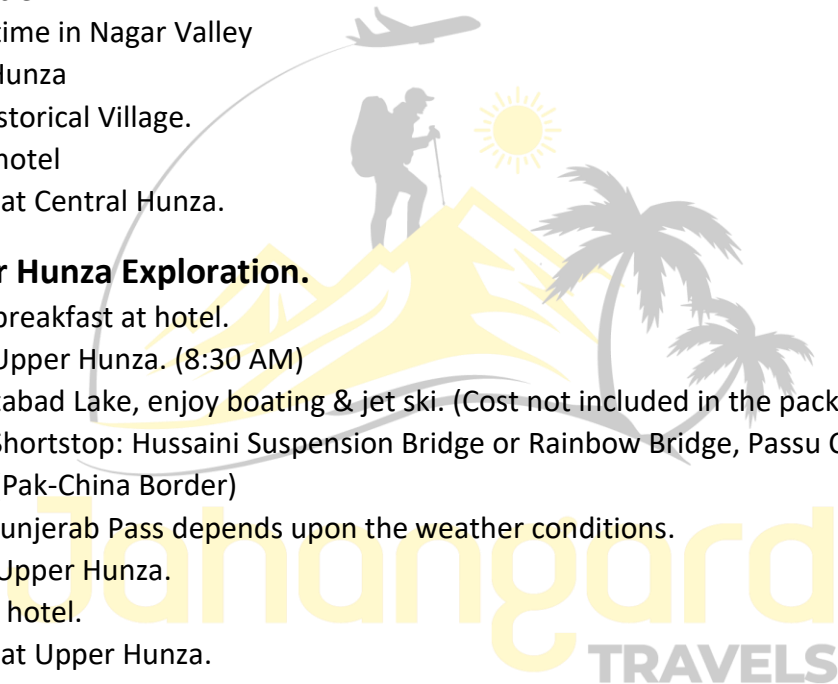 time in Nagar Valley
Hunza
storical Village.
hotel
at Central Hunza.
r Hunza Exploration.
breakfast at hotel.
Upper Hunza. (8:30 AM)
abad Lake, enjoy boating & jet ski. (Cost not included in the pack
Shortstop: Hussaini Suspension Bridge or Rainbow Bridge, Passu
Pak-China Border)
unjerab Pass depends upon the weather conditions.
Upper Hunza.
hotel.
at Upper Hunza.
Jahangard
TRAVELS